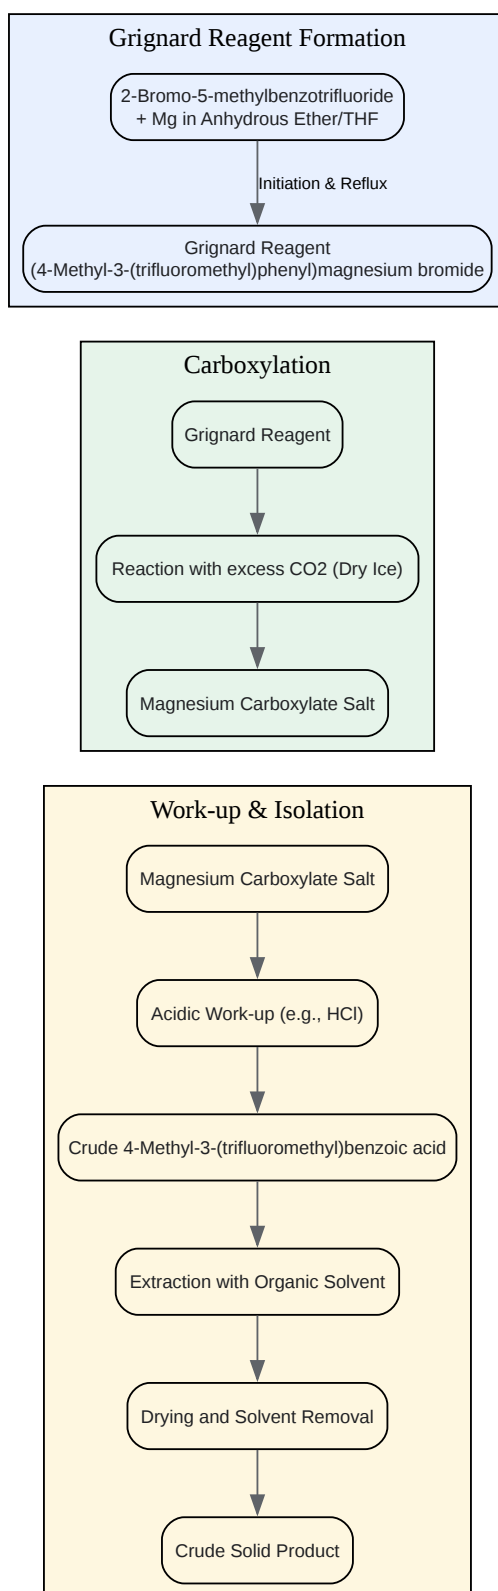 Grignard Reagent Formation
2-Bromo-5-methylbenzotrifluoride
+ Mg in Anhydrous Ether/THF
Initiation & Reflux
Grignard Reagent
(4-Methyl-3-(trifluoromethyl)phenyl)magnesium bromide
Carboxylation
Grignard Reagent
Reaction with excess CO2 (Dry Ice)
Magnesium Carboxylate Salt
Work-up & Isolation
Magnesium Carboxylate Salt
Acidic Work-up (e.g., HCl)
Crude 4-Methyl-3-(trifluoromethyl)benzoic acid
Extraction with Organic Solvent
Drying and Solvent Removal
Crude Solid Product